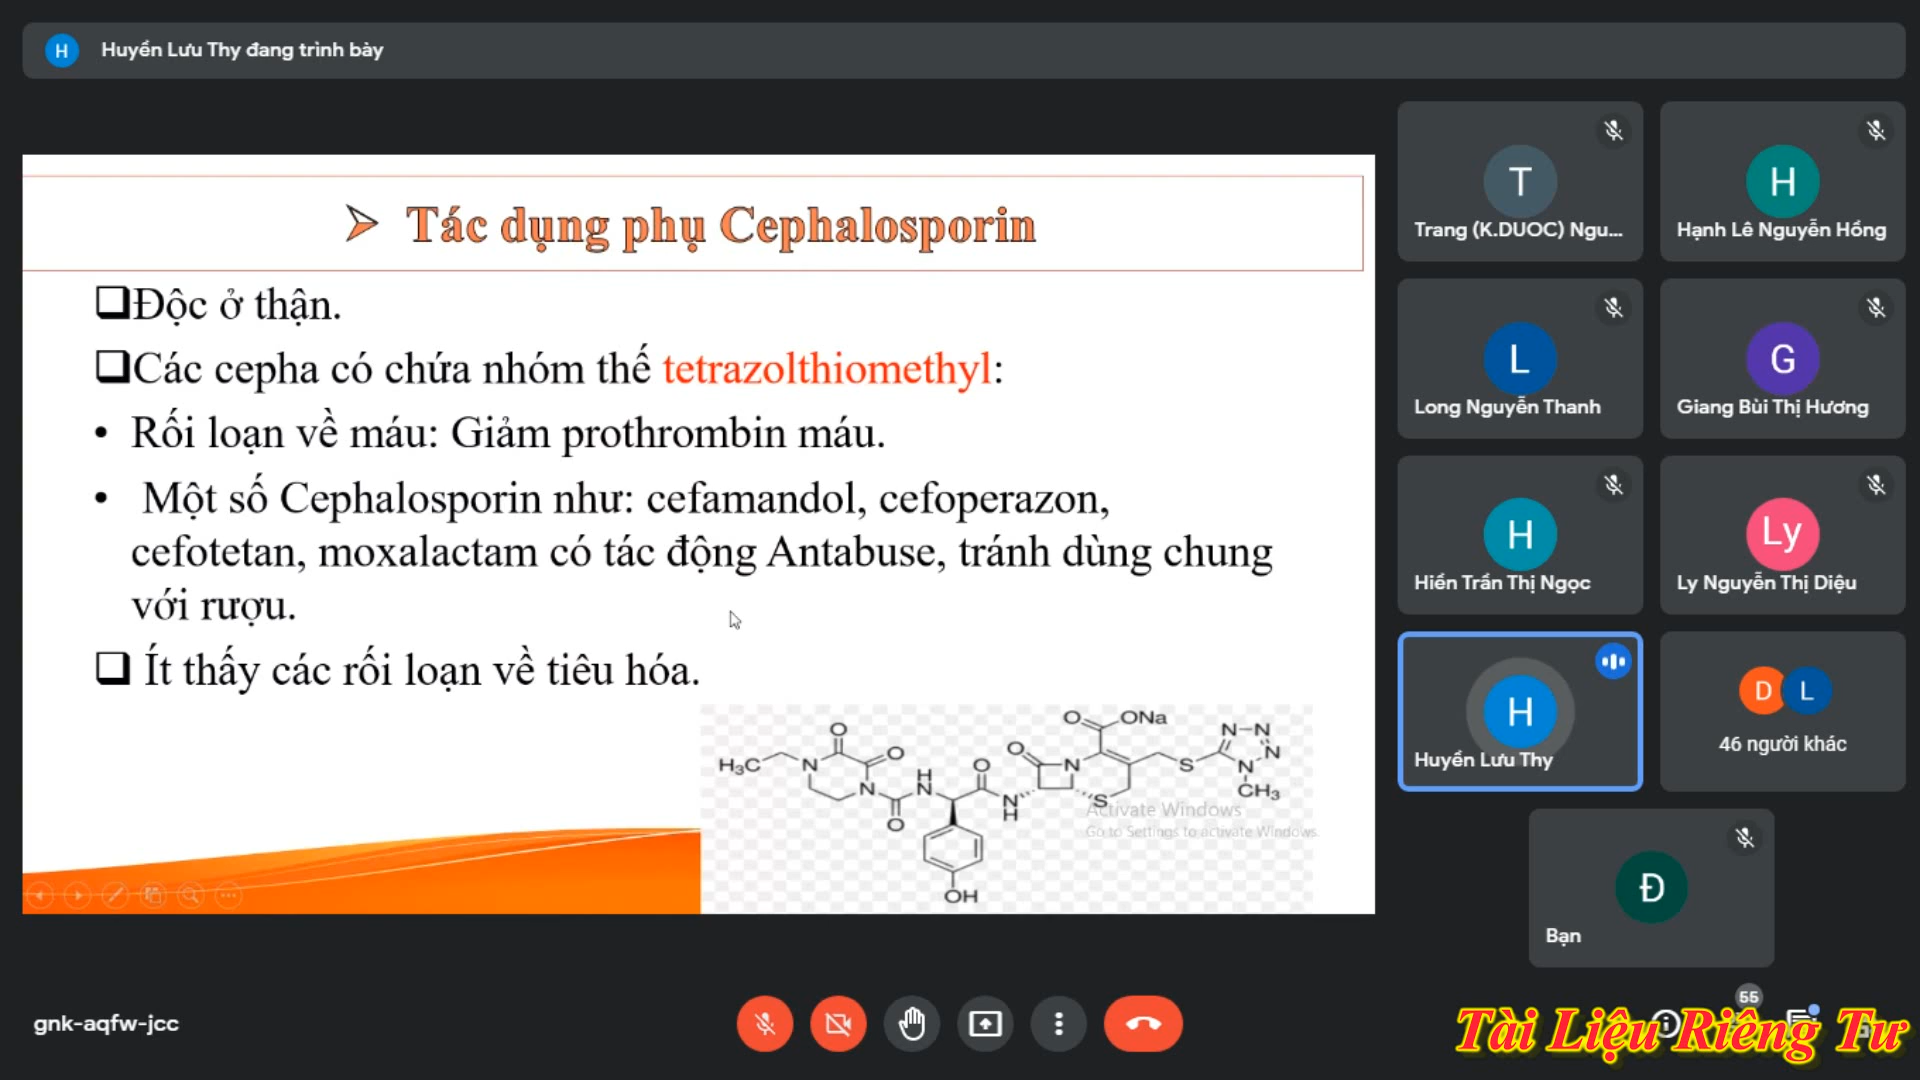 H Huyền Lưu Thy đang trình bày
➢ Tác dụng phụ Cephalosporin
❑Độc ở thận.
❑Các cepha có chứa nhóm thế tetrazolthiomethyl:
• Rối loạn về máu: Giảm prothrombin máu.
• Một số Cephalosporin như: cefamandol, cefoperazon,
cefotetan, moxalactam có tác động Antabuse, tránh dùng chung
với rượu.
❑ Ít thấy các rối loạn về tiêu hóa.
O ONa
N N
N
N
CH₃
S
O
N
S
O
H₃C N
O
O
N
H
N
O
O
N
H
OH
Activate Windows
Go to Settings to activate Windows.
T
Trang (K.DUOC) Ngu...
H
Hạnh Lê Nguyễn Hồng
L
Long Nguyễn Thanh
G
Giang Bùi Thị Hương
H
Hiền Trần Thị Ngọc
Ly
Ly Nguyễn Thị Diệu
H
Huyền Lưu Thy
D L
46 người khác
Đ
Bạn
gnk-aqfw-jcc
55
Tài Liệu Riêng Tư